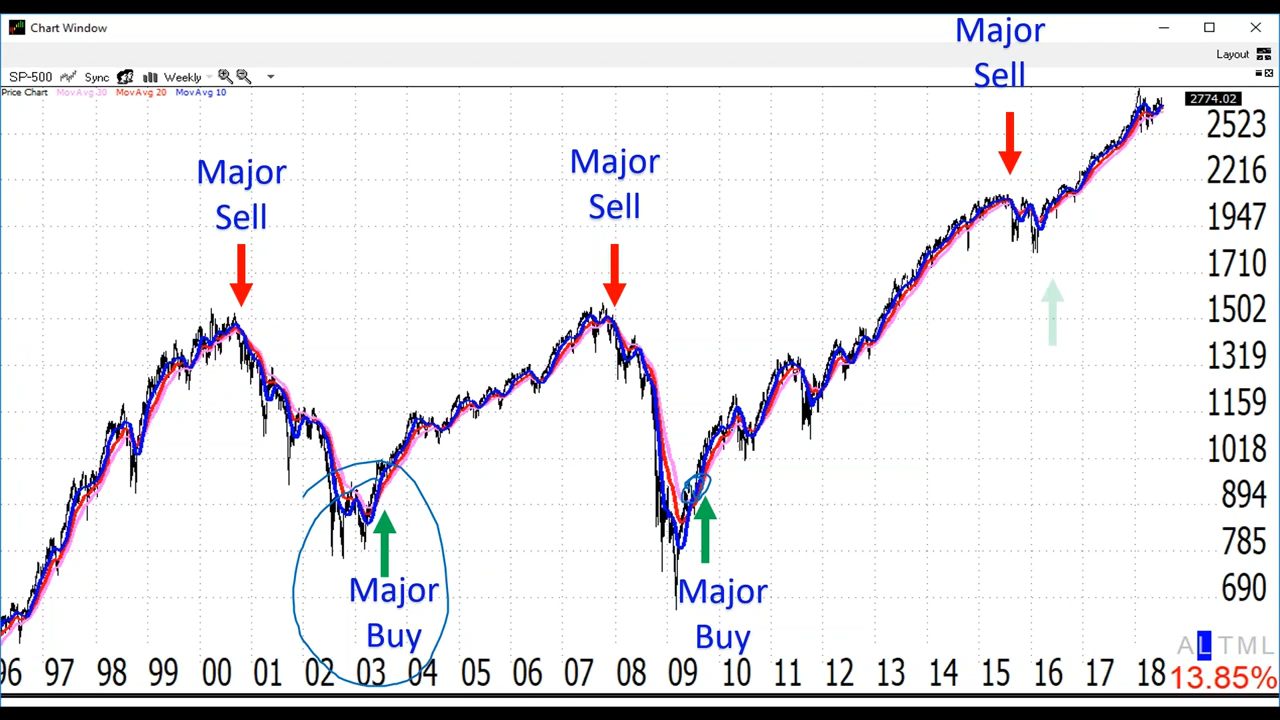 Chart Window
Layout
SP-500 Sync Weekly
Price Chart MovAvg 30 MovAvg 20 MovAvg 10
Major
Sell
Major
Sell
Major
Sell
Major
Buy
Major
Buy
2774.02
2523
2216
1947
1710
1502
1319
1159
1018
894
785
690
ALTML
13.85%
96 97 98 99 00 01 02 03 04 05 06 07 08 09 10 11 12 13 14 15 16 17 18